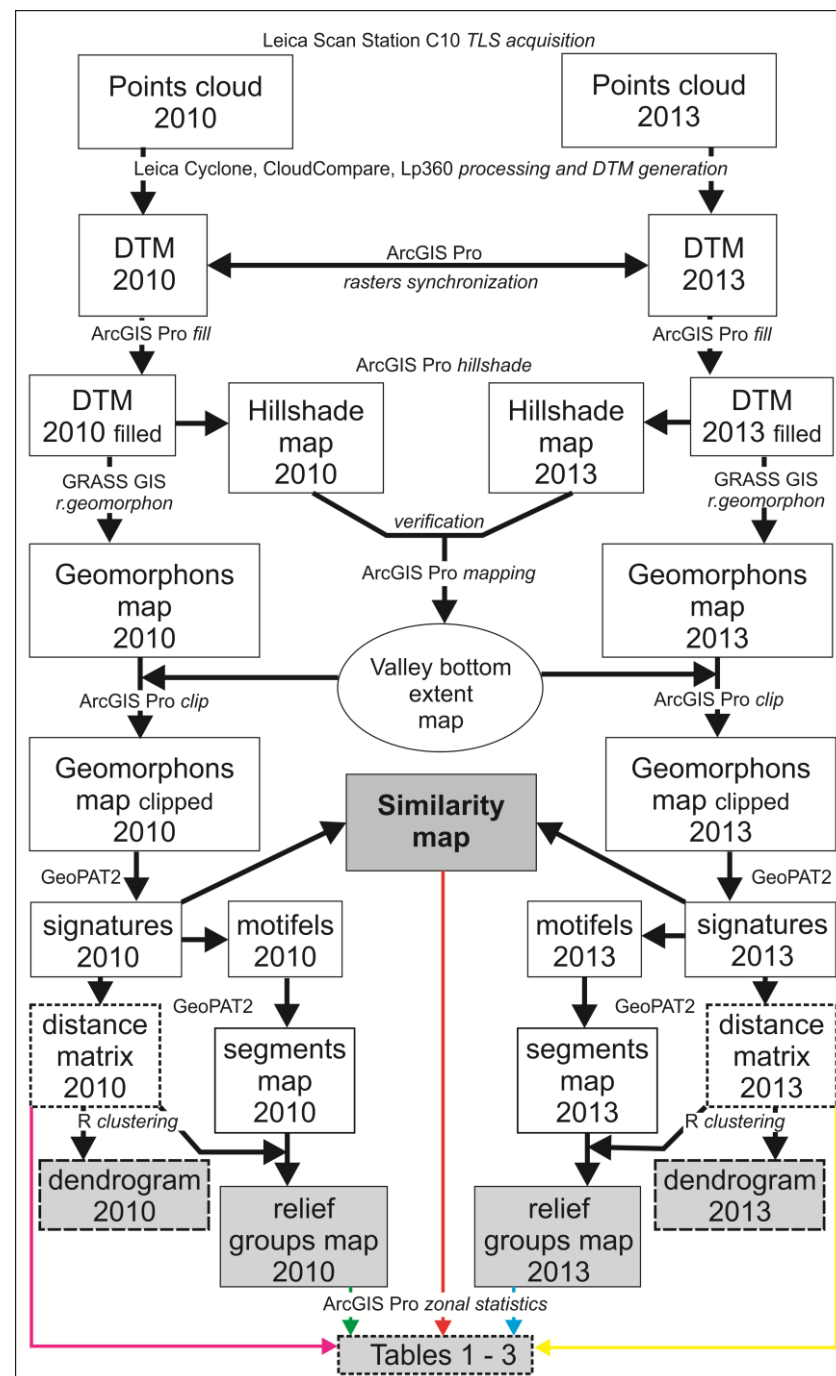 Leica Scan Station C10 TLS acquisition
Points cloud
2010
Points cloud
2013
Leica Cyclone, CloudCompare, Lp360 processing and DTM generation
DTM
2010
ArcGIS Pro
rasters synchronization
DTM
2013
ArcGIS Pro fill
ArcGIS Pro fill
ArcGIS Pro hillshade
DTM
2010 filled
Hillshade
map
2010
Hillshade
map
2013
DTM
2013 filled
GRASS GIS
r.geomorphon
verification
GRASS GIS
r.geomorphon
ArcGIS Pro mapping
Geomorphons
map
2010
Valley bottom
extent
map
Geomorphons
map
2013
ArcGIS Pro clip
ArcGIS Pro clip
Geomorphons
map clipped
2010
Similarity
map
Geomorphons
map clipped
2013
GeoPAT2
GeoPAT2
signatures
2010
motifels
2010
motifels
2013
signatures
2013
GeoPAT2
GeoPAT2
distance
matrix
2010
segments
map
2010
segments
map
2013
distance
matrix
2013
R clustering
R clustering
dendrogram
2010
relief
groups map
2010
relief
groups map
2013
dendrogram
2013
ArcGIS Pro zonal statistics
Tables 1 - 3